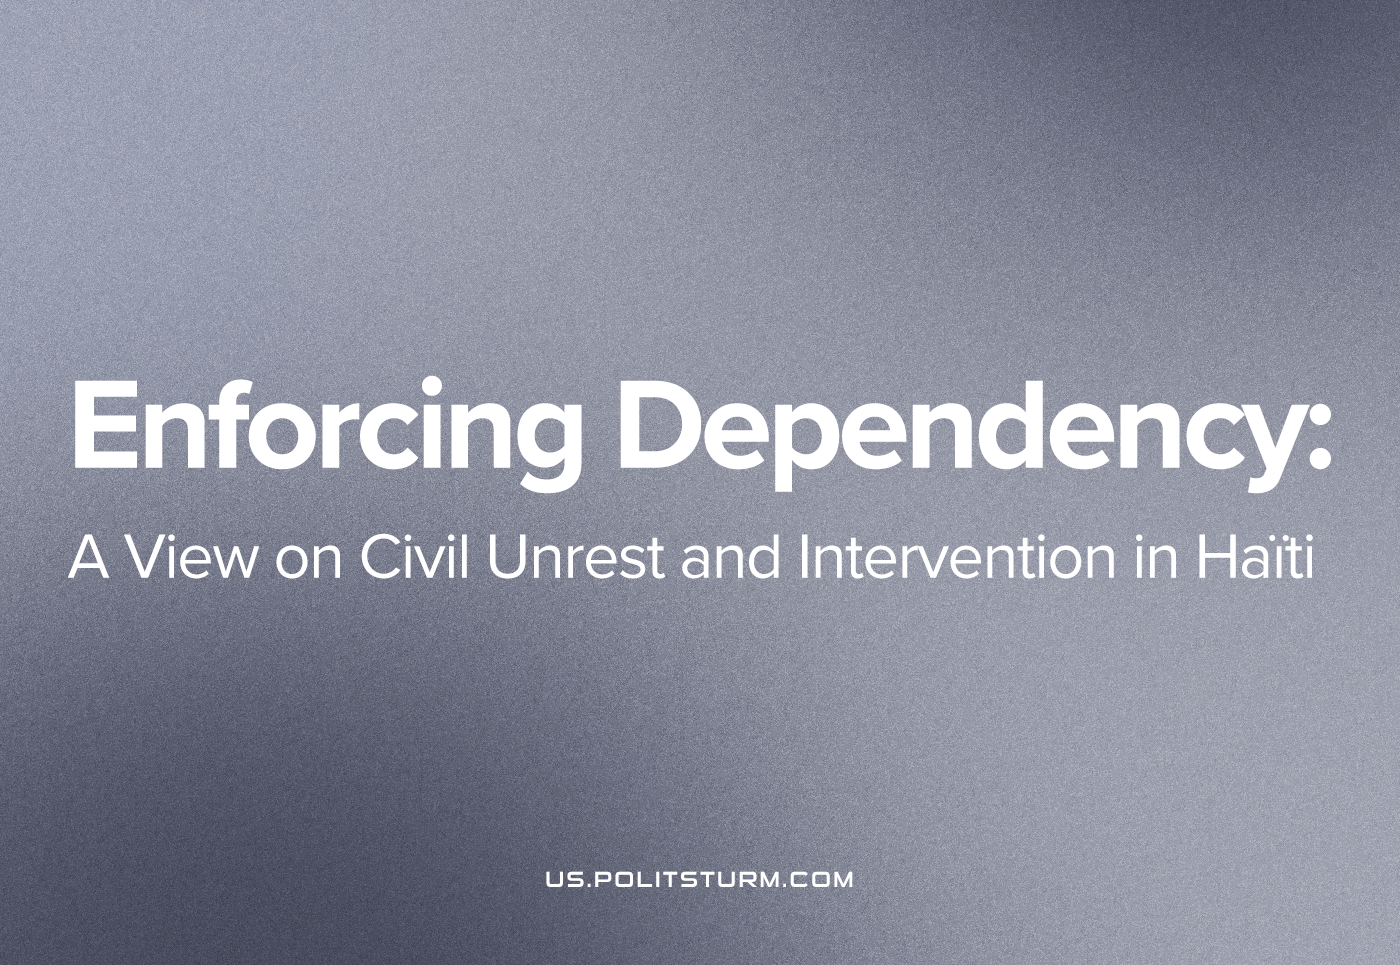 Enforcing Dependency:
A View on Civil Unrest and Intervention in Haïti
US.POLITSTURM.COM